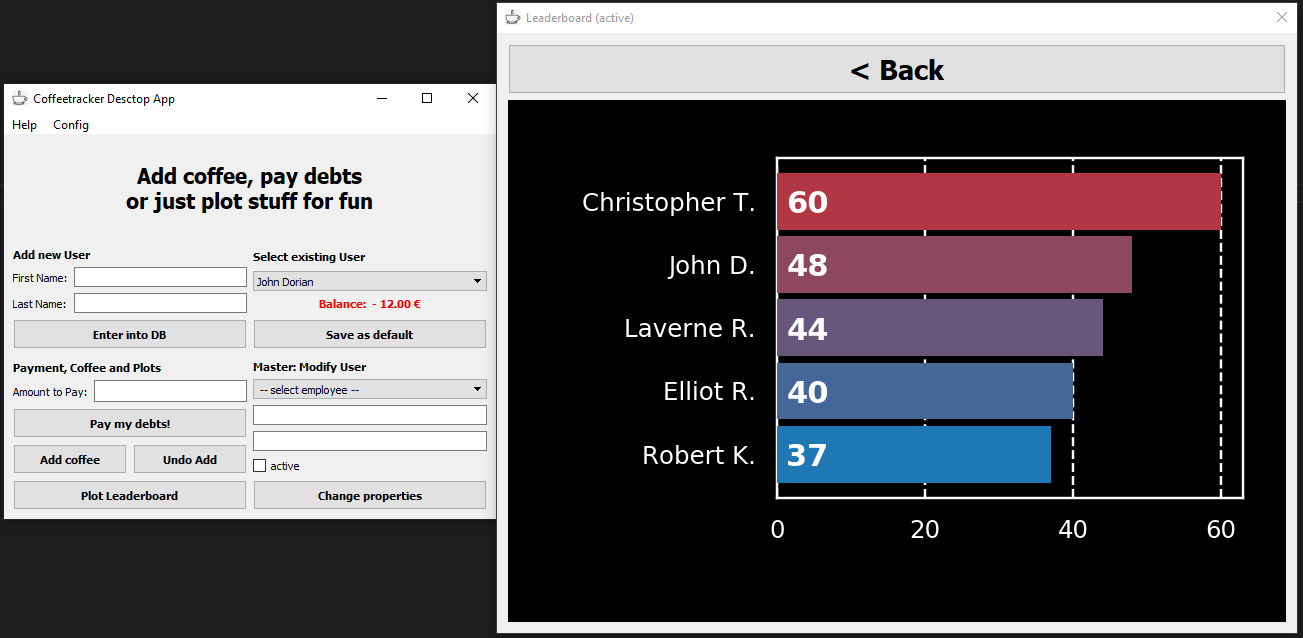 Coffeetracker Desctop App
Help Config
Add coffee, pay debts
or just plot stuff for fun
Add new User
First Name:
Last Name:
Enter into DB
Select existing User
John Dorian
Balance: - 12.00 €
Save as default
Payment, Coffee and Plots
Amount to Pay:
Pay my debts!
Add coffee Undo Add
Plot Leaderboard
Master: Modify User
-- select employee --
active
Change properties
Leaderboard (active)
< Back
Christopher T. 60
John D. 48
Laverne R. 44
Elliot R. 40
Robert K. 37
0 20 40 60